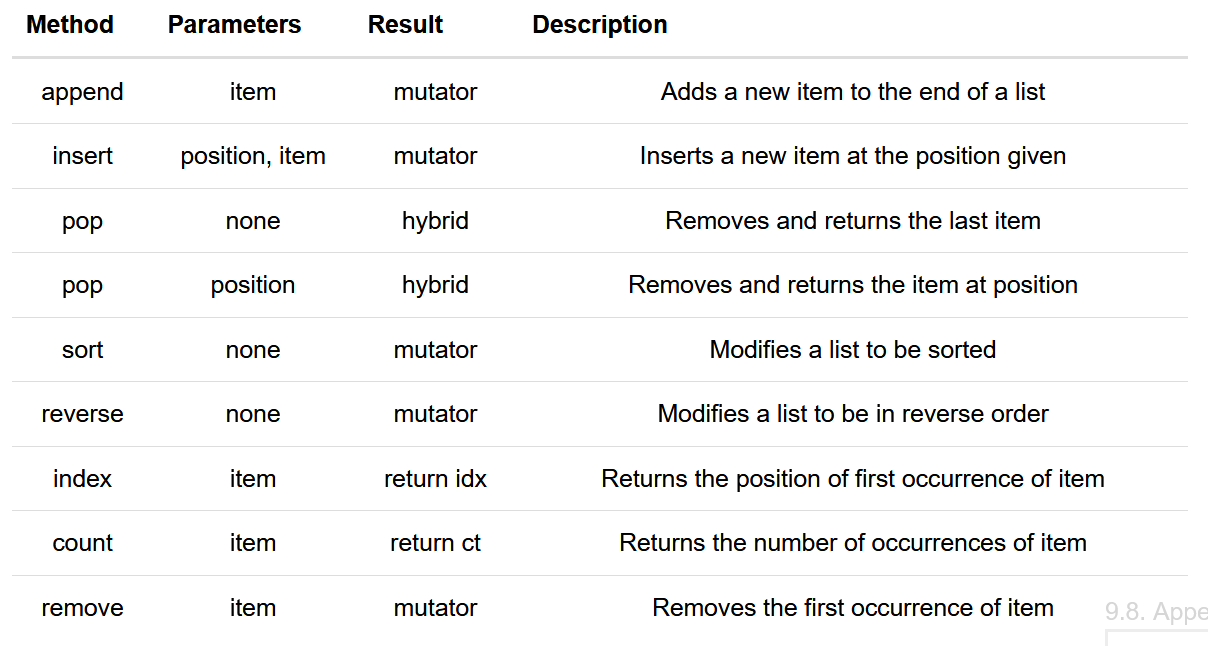 Method Parameters Result Description
append item mutator Adds a new item to the end of a list
insert position, item mutator Inserts a new item at the position given
pop none hybrid Removes and returns the last item
pop position hybrid Removes and returns the item at position
sort none mutator Modifies a list to be sorted
reverse none mutator Modifies a list to be in reverse order
index item return idx Returns the position of first occurrence of item
count item return ct Returns the number of occurrences of item
remove item mutator Removes the first occurrence of item
9.8. Appe